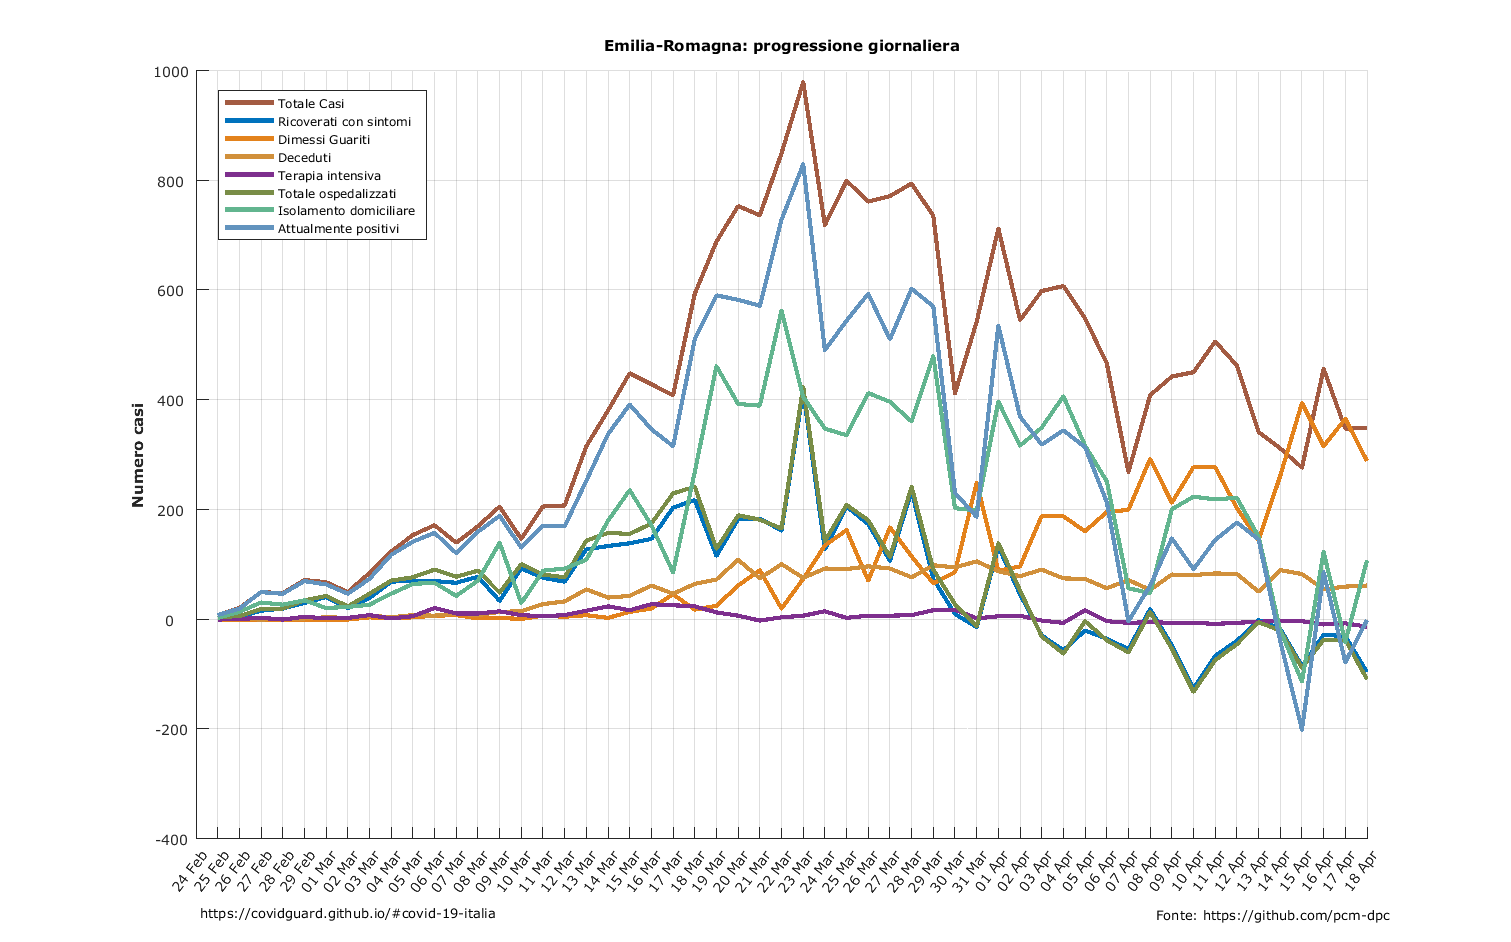 Emilia-Romagna: progressione giornaliera
1000
800
600
400
200
0
-200
-400
Numero casi
Totale Casi
Ricoverati con sintomi
Dimessi Guariti
Deceduti
Terapia intensiva
Totale ospedalizzati
Isolamento domiciliare
Attualmente positivi
24 Feb
25 Feb
26 Feb
27 Feb
28 Feb
29 Feb
01 Mar
02 Mar
03 Mar
04 Mar
05 Mar
06 Mar
07 Mar
08 Mar
09 Mar
10 Mar
11 Mar
12 Mar
13 Mar
14 Mar
15 Mar
16 Mar
17 Mar
18 Mar
19 Mar
20 Mar
21 Mar
22 Mar
23 Mar
24 Mar
25 Mar
26 Mar
27 Mar
28 Mar
29 Mar
30 Mar
31 Mar
01 Apr
02 Apr
03 Apr
04 Apr
05 Apr
06 Apr
07 Apr
08 Apr
09 Apr
10 Apr
11 Apr
12 Apr
13 Apr
14 Apr
15 Apr
16 Apr
17 Apr
18 Apr
https://covidguard.github.io/#covid-19-italia
Fonte: https://github.com/pcm-dpc